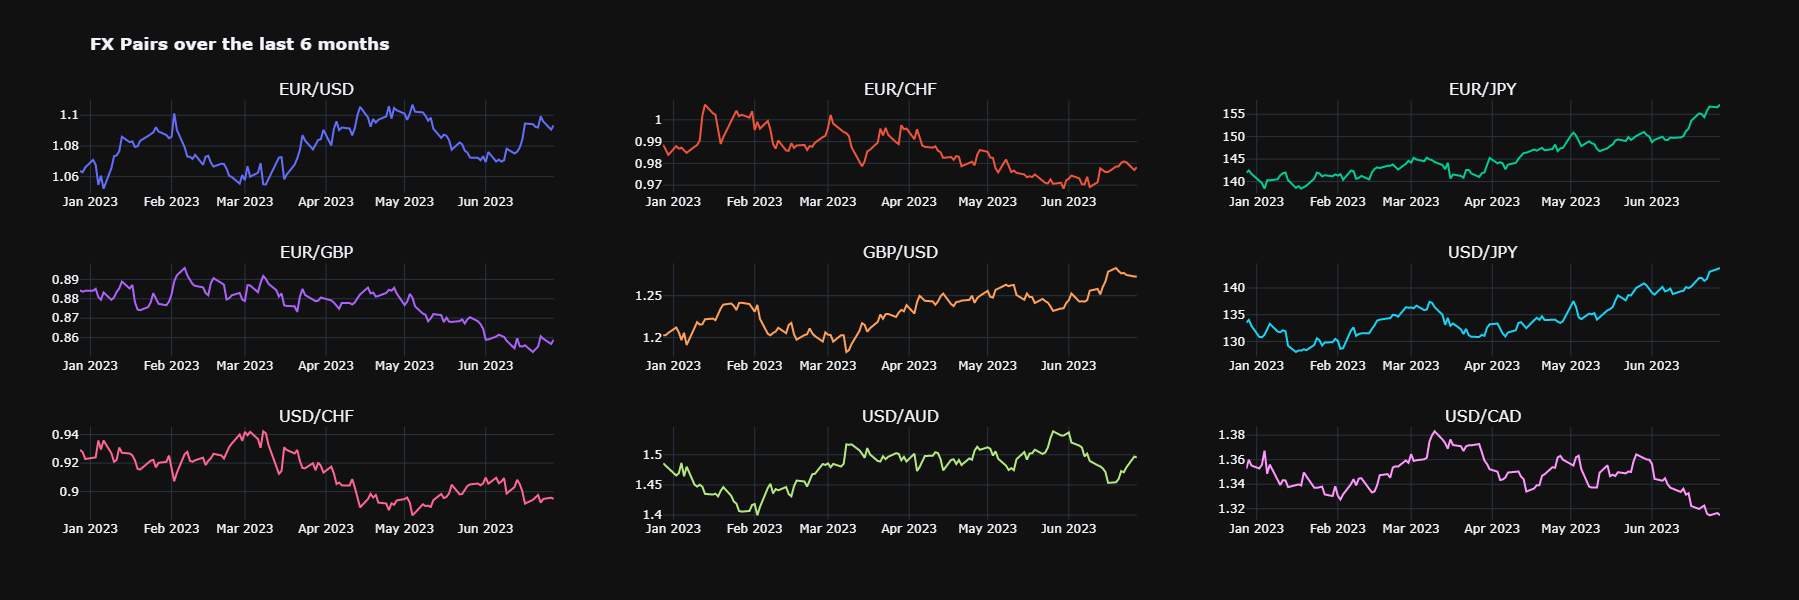 FX Pairs over the last 6 months
EUR/USD
1.1
1.08
1.06
Jan 2023 Feb 2023 Mar 2023 Apr 2023 May 2023 Jun 2023
EUR/CHF
1
0.99
0.98
0.97
Jan 2023 Feb 2023 Mar 2023 Apr 2023 May 2023 Jun 2023
EUR/JPY
155
150
145
140
Jan 2023 Feb 2023 Mar 2023 Apr 2023 May 2023 Jun 2023
EUR/GBP
0.89
0.88
0.87
0.86
Jan 2023 Feb 2023 Mar 2023 Apr 2023 May 2023 Jun 2023
GBP/USD
1.25
1.2
Jan 2023 Feb 2023 Mar 2023 Apr 2023 May 2023 Jun 2023
USD/JPY
140
135
130
Jan 2023 Feb 2023 Mar 2023 Apr 2023 May 2023 Jun 2023
USD/CHF
0.94
0.92
0.9
Jan 2023 Feb 2023 Mar 2023 Apr 2023 May 2023 Jun 2023
USD/AUD
1.5
1.45
1.4
Jan 2023 Feb 2023 Mar 2023 Apr 2023 May 2023 Jun 2023
USD/CAD
1.38
1.36
1.34
1.32
Jan 2023 Feb 2023 Mar 2023 Apr 2023 May 2023 Jun 2023